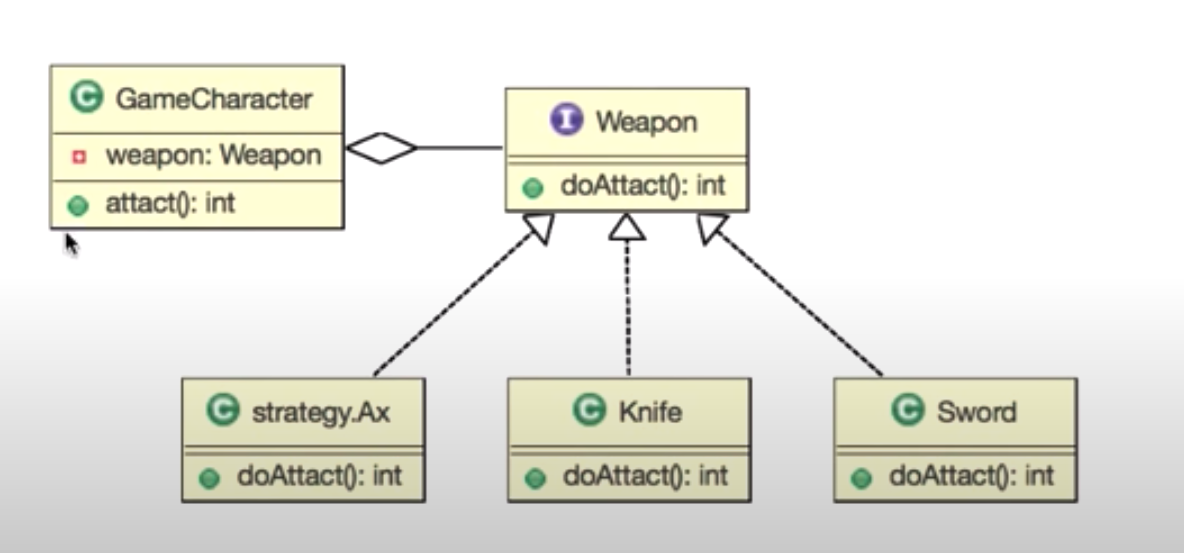 GameCharacter
weapon: Weapon
attact(): int
Weapon
doAttact(): int
strategy.Ax
doAttact(): int
Knife
doAttact(): int
Sword
doAttact(): int